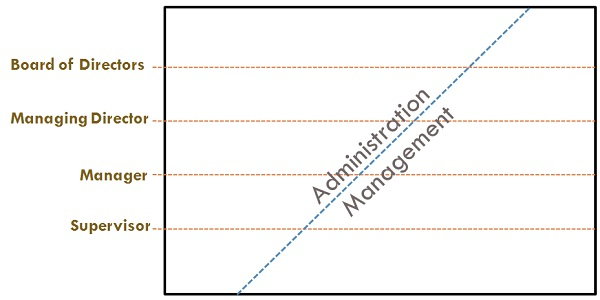 Board of Directors
Managing Director
Manager
Supervisor
Administration
Management